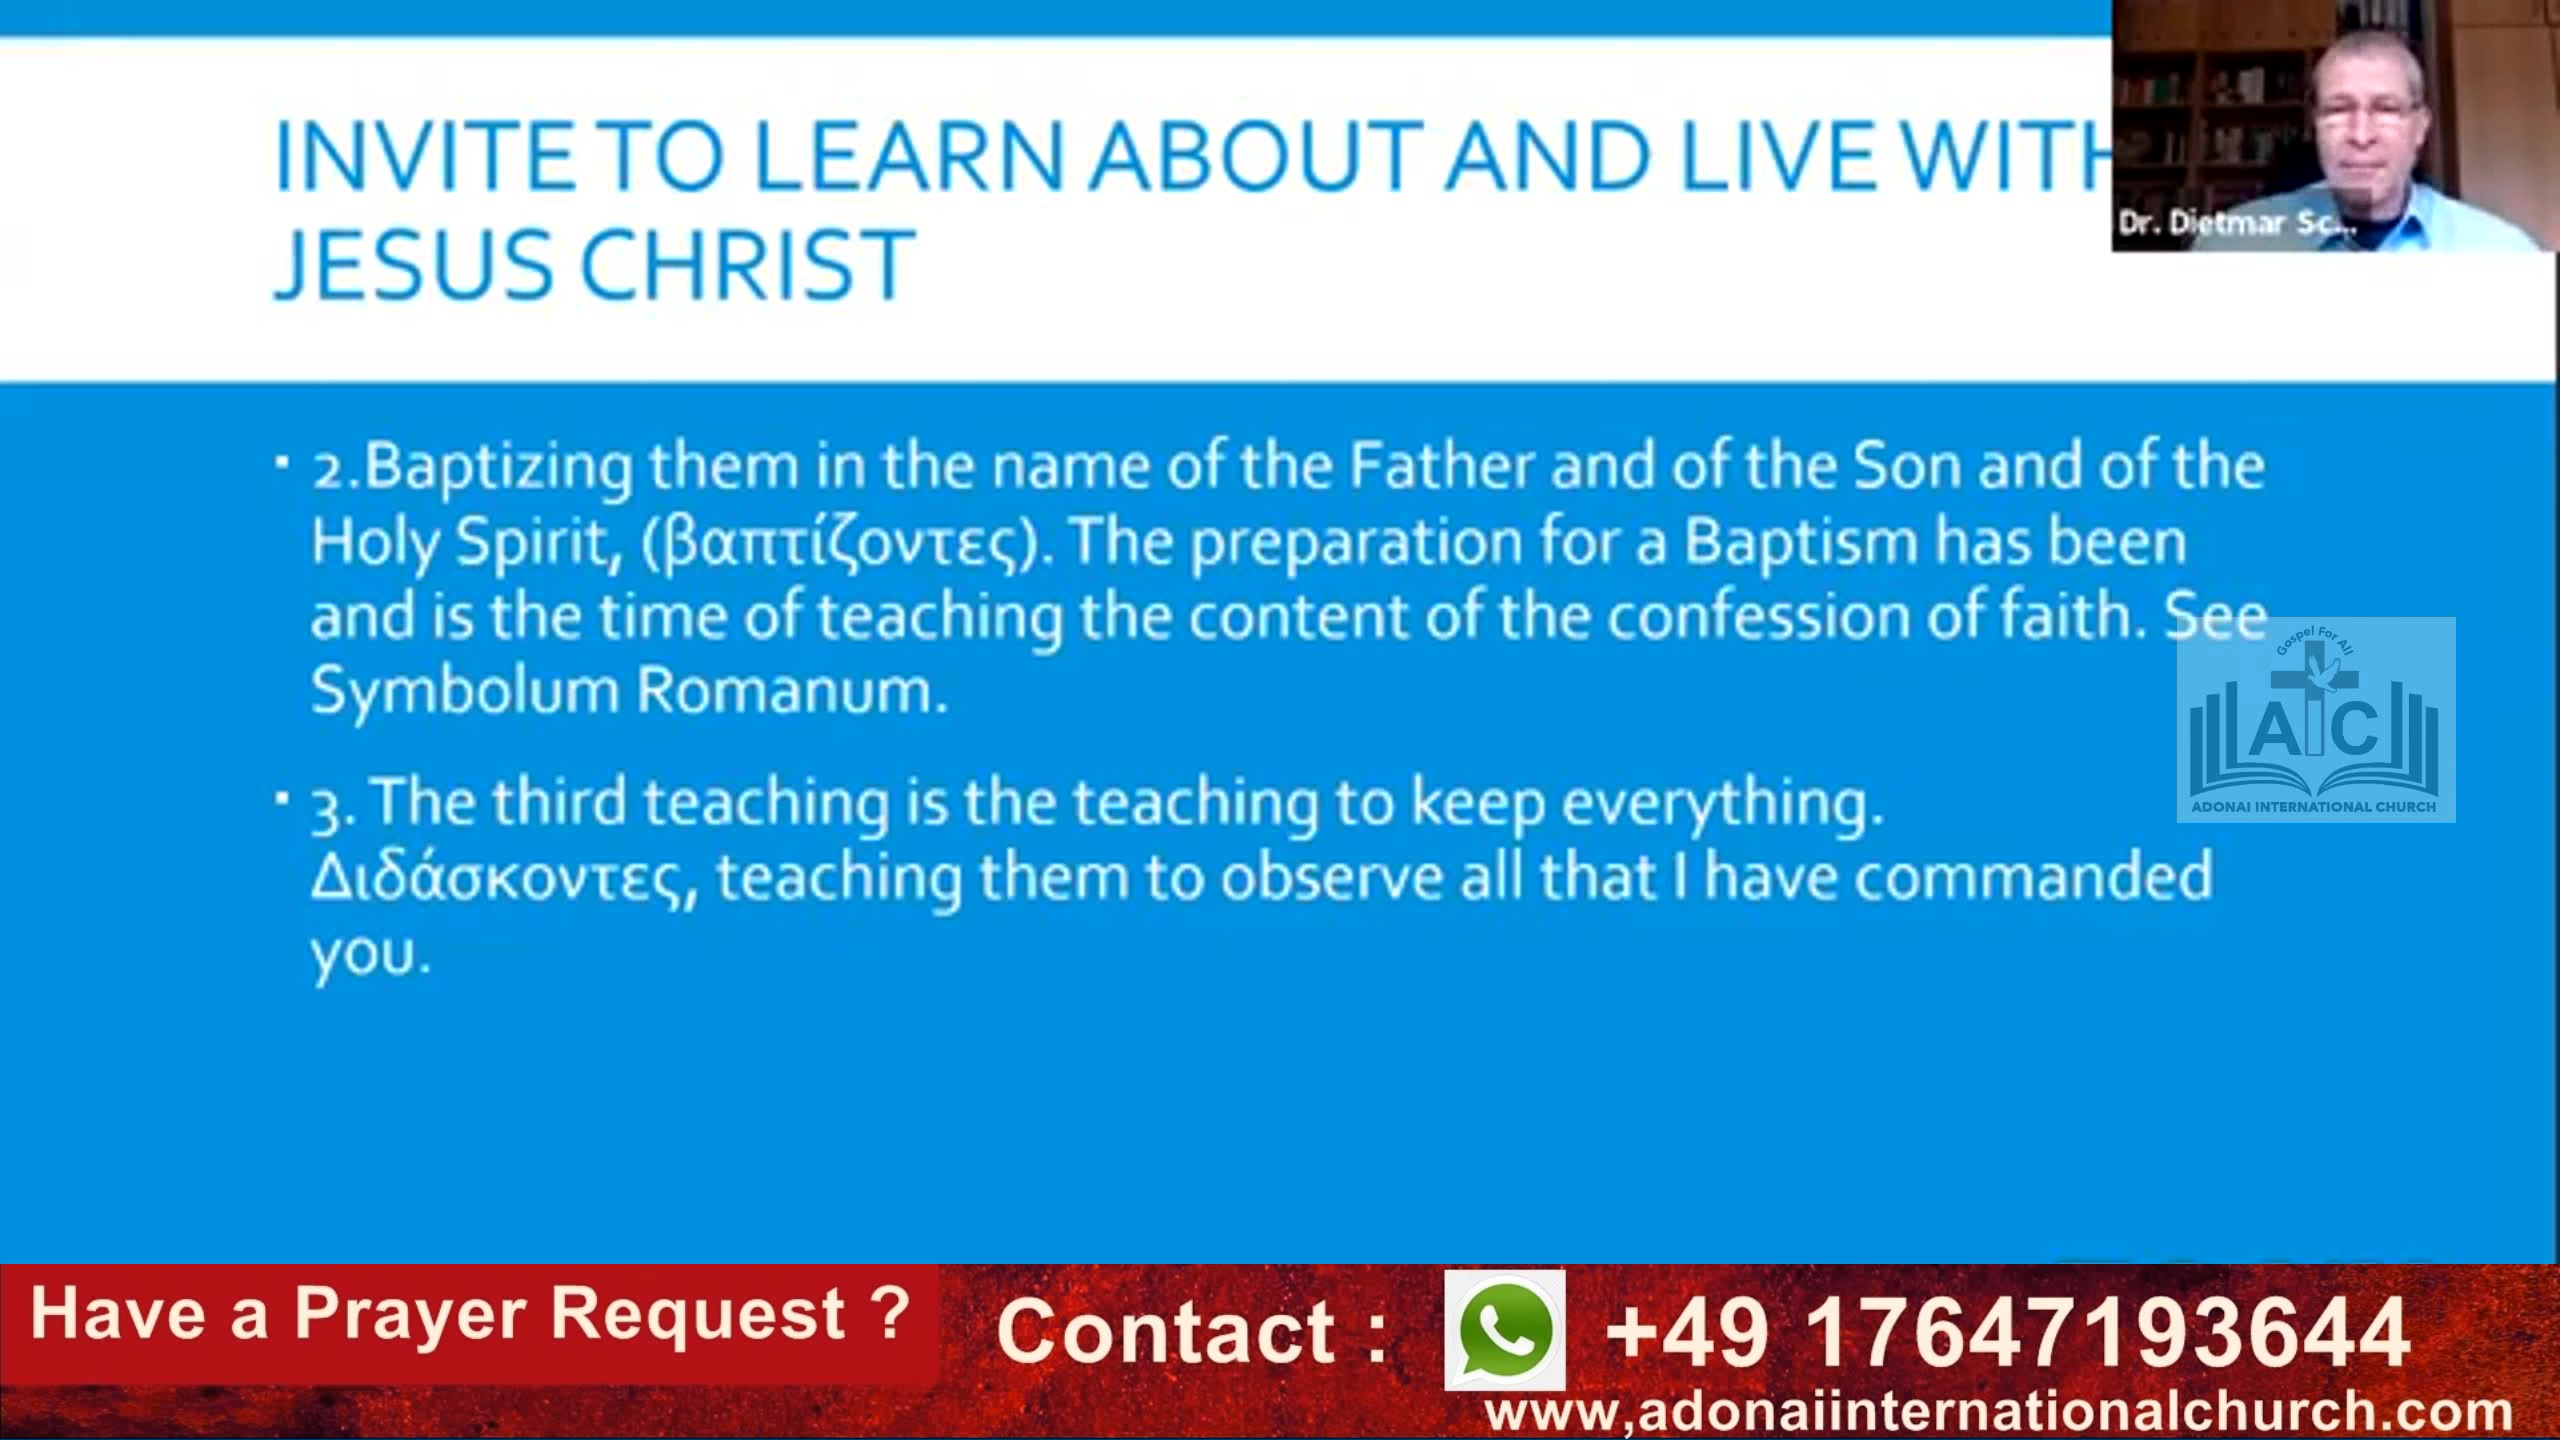 INVITE TO LEARN ABOUT AND LIVE WITH
JESUS CHRIST
Dr. Dietmar Sc...
▪ 2.Baptizing them in the name of the Father and of the Son and of the
Holy Spirit, (βαπτίζοντες). The preparation for a Baptism has been
and is the time of teaching the content of the confession of faith. See
Symbolum Romanum.
▪ 3. The third teaching is the teaching to keep everything.
Διδάσκοντες, teaching them to observe all that I have commanded
you.
Gospel For All
AIC
ADONAI INTERNATIONAL CHURCH
Have a Prayer Request ?
Contact :
+49 17647193644
www,adonaiinternationalchurch.com